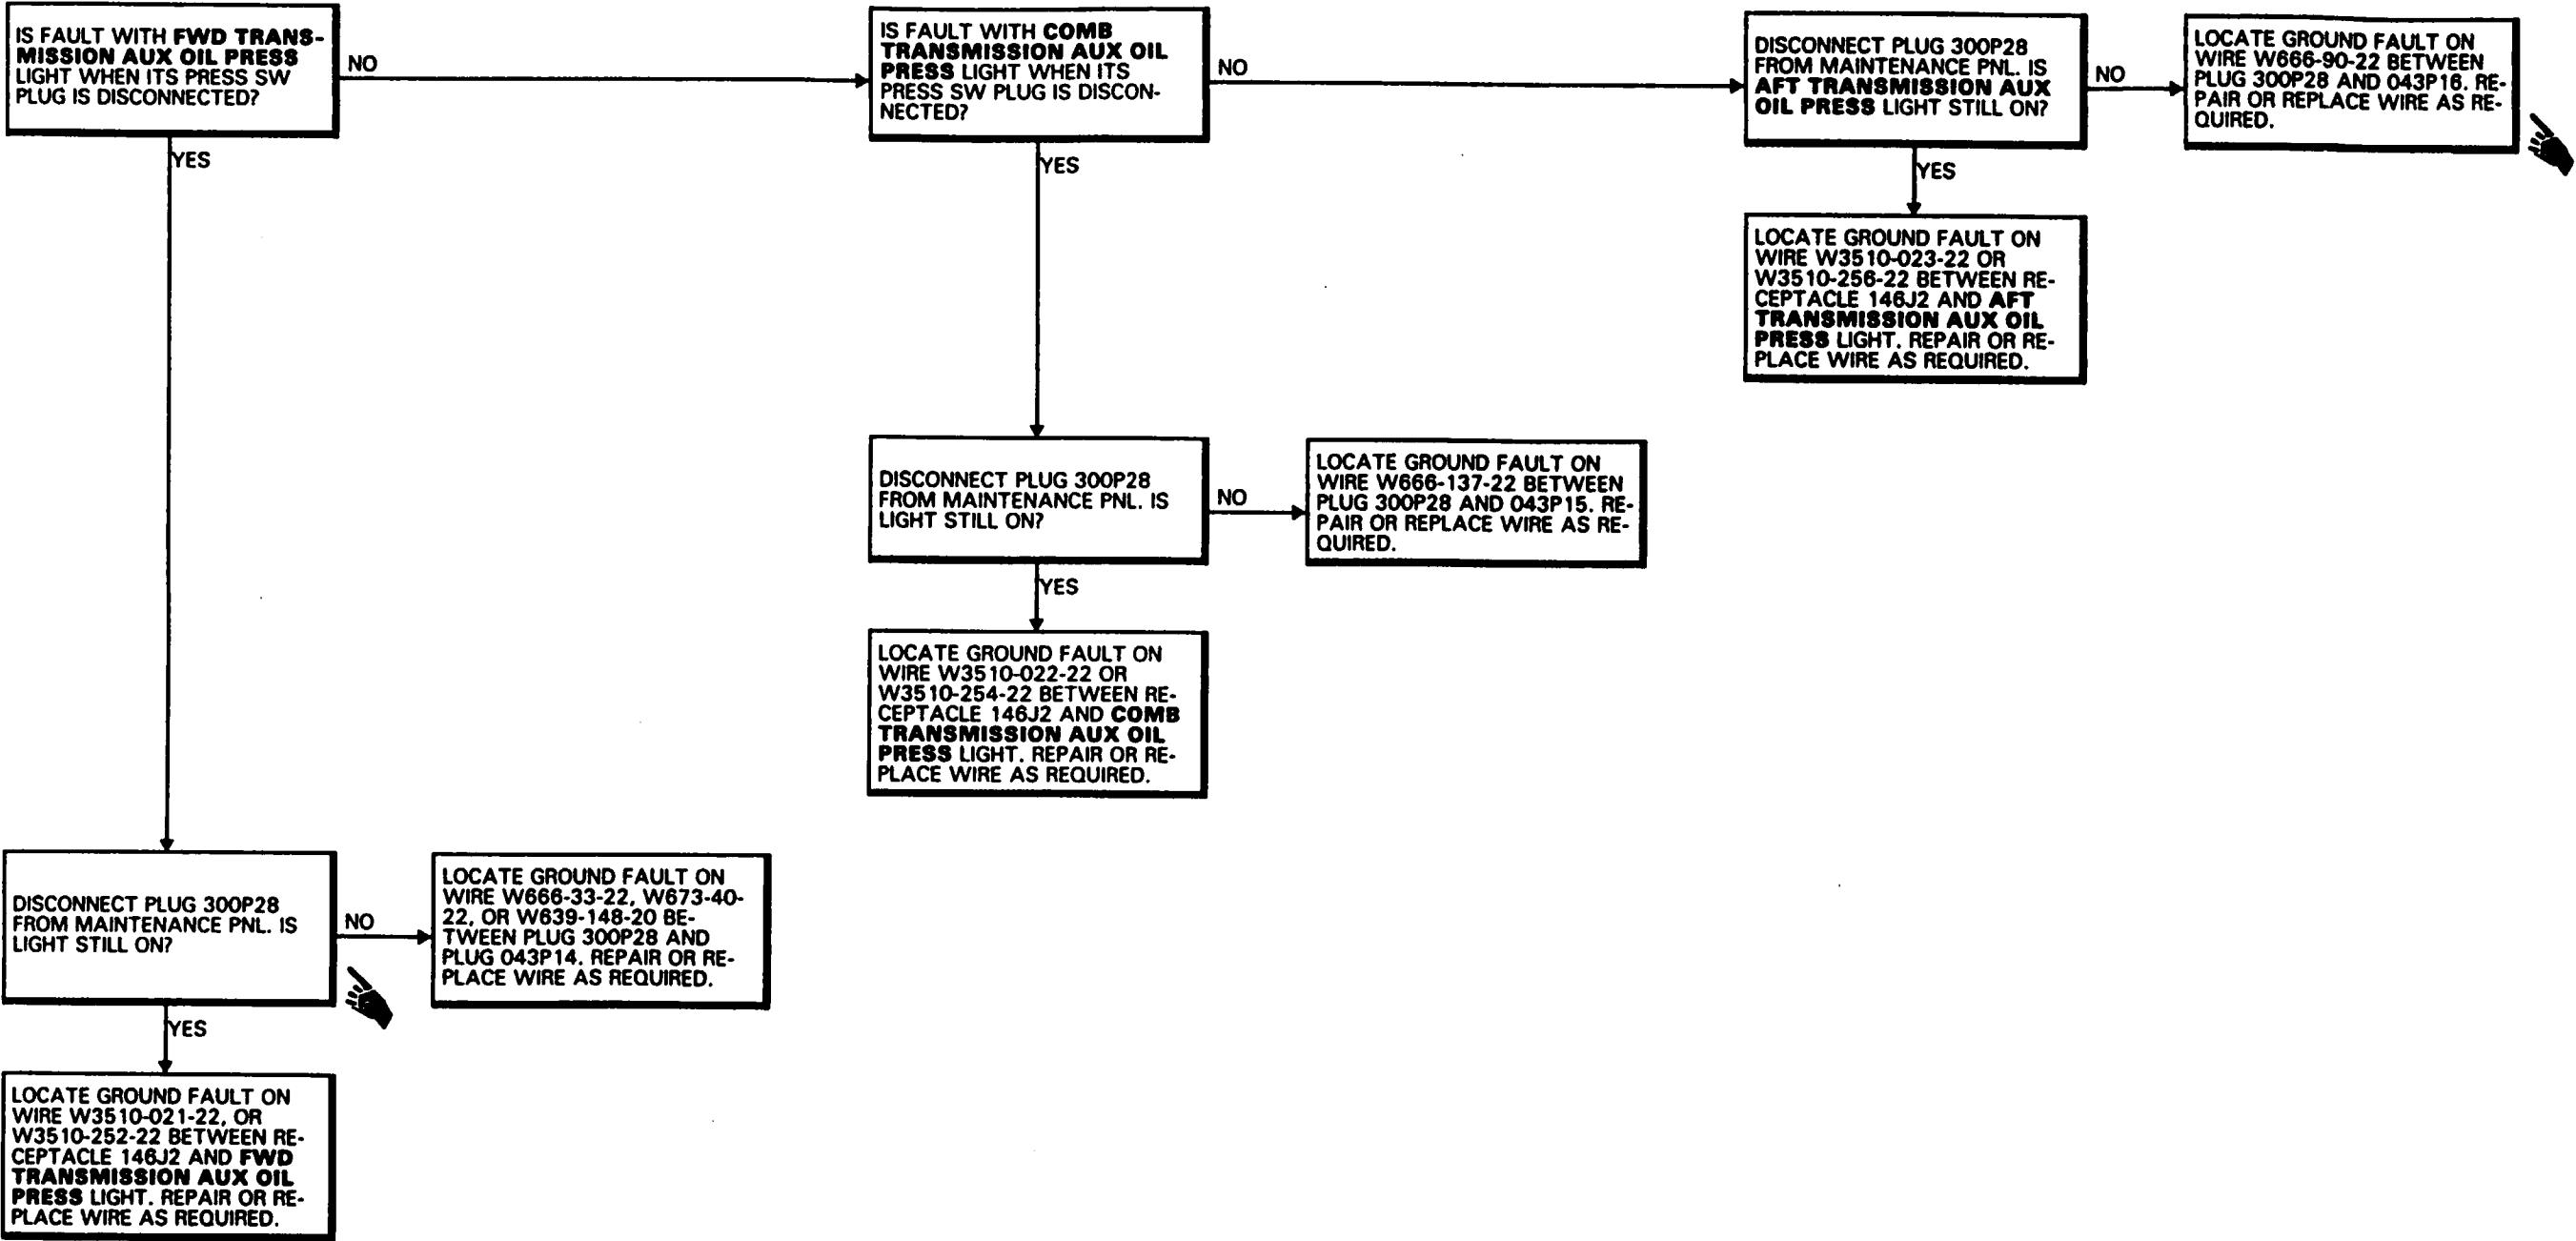 IS FAULT WITH FWD TRANS-
MISSION AUX OIL PRESS
LIGHT WHEN ITS PRESS SW
PLUG IS DISCONNECTED?
NO
YES
IS FAULT WITH COMB
TRANSMISSION AUX OIL
PRESS LIGHT WHEN ITS
PRESS SW PLUG IS DISCON-
NECTED?
NO
YES
DISCONNECT PLUG 300P28
FROM MAINTENANCE PNL. IS
AFT TRANSMISSION AUX
OIL PRESS LIGHT STILL ON?
NO
YES
LOCATE GROUND FAULT ON
WIRE W666-90-22 BETWEEN
PLUG 300P28 AND 043P16. RE-
PAIR OR REPLACE WIRE AS RE-
QUIRED.
LOCATE GROUND FAULT ON
WIRE W3510-023-22 OR
W3510-256-22 BETWEEN RE-
CEPTACLE 146J2 AND AFT
TRANSMISSION AUX OIL
PRESS LIGHT. REPAIR OR RE-
PLACE WIRE AS REQUIRED.
DISCONNECT PLUG 300P28
FROM MAINTENANCE PNL. IS
LIGHT STILL ON?
NO
YES
LOCATE GROUND FAULT ON
WIRE W666-137-22 BETWEEN
PLUG 300P28 AND 043P15. RE-
PAIR OR REPLACE WIRE AS RE-
QUIRED.
LOCATE GROUND FAULT ON
WIRE W3510-022-22 OR
W3510-254-22 BETWEEN RE-
CEPTACLE 146J2 AND COMB
TRANSMISSION AUX OIL
PRESS LIGHT. REPAIR OR RE-
PLACE WIRE AS REQUIRED.
DISCONNECT PLUG 300P28
FROM MAINTENANCE PNL. IS
LIGHT STILL ON?
NO
YES
LOCATE GROUND FAULT ON
WIRE W666-33-22, W673-40-
22, OR W639-148-20 BE-
TWEEN PLUG 300P28 AND
PLUG 043P14. REPAIR OR RE-
PLACE WIRE AS REQUIRED.
LOCATE GROUND FAULT ON
WIRE W3510-021-22, OR
W3510-252-22 BETWEEN RE-
CEPTACLE 146J2 AND FWD
TRANSMISSION AUX OIL
PRESS LIGHT. REPAIR OR RE-
PLACE WIRE AS REQUIRED.